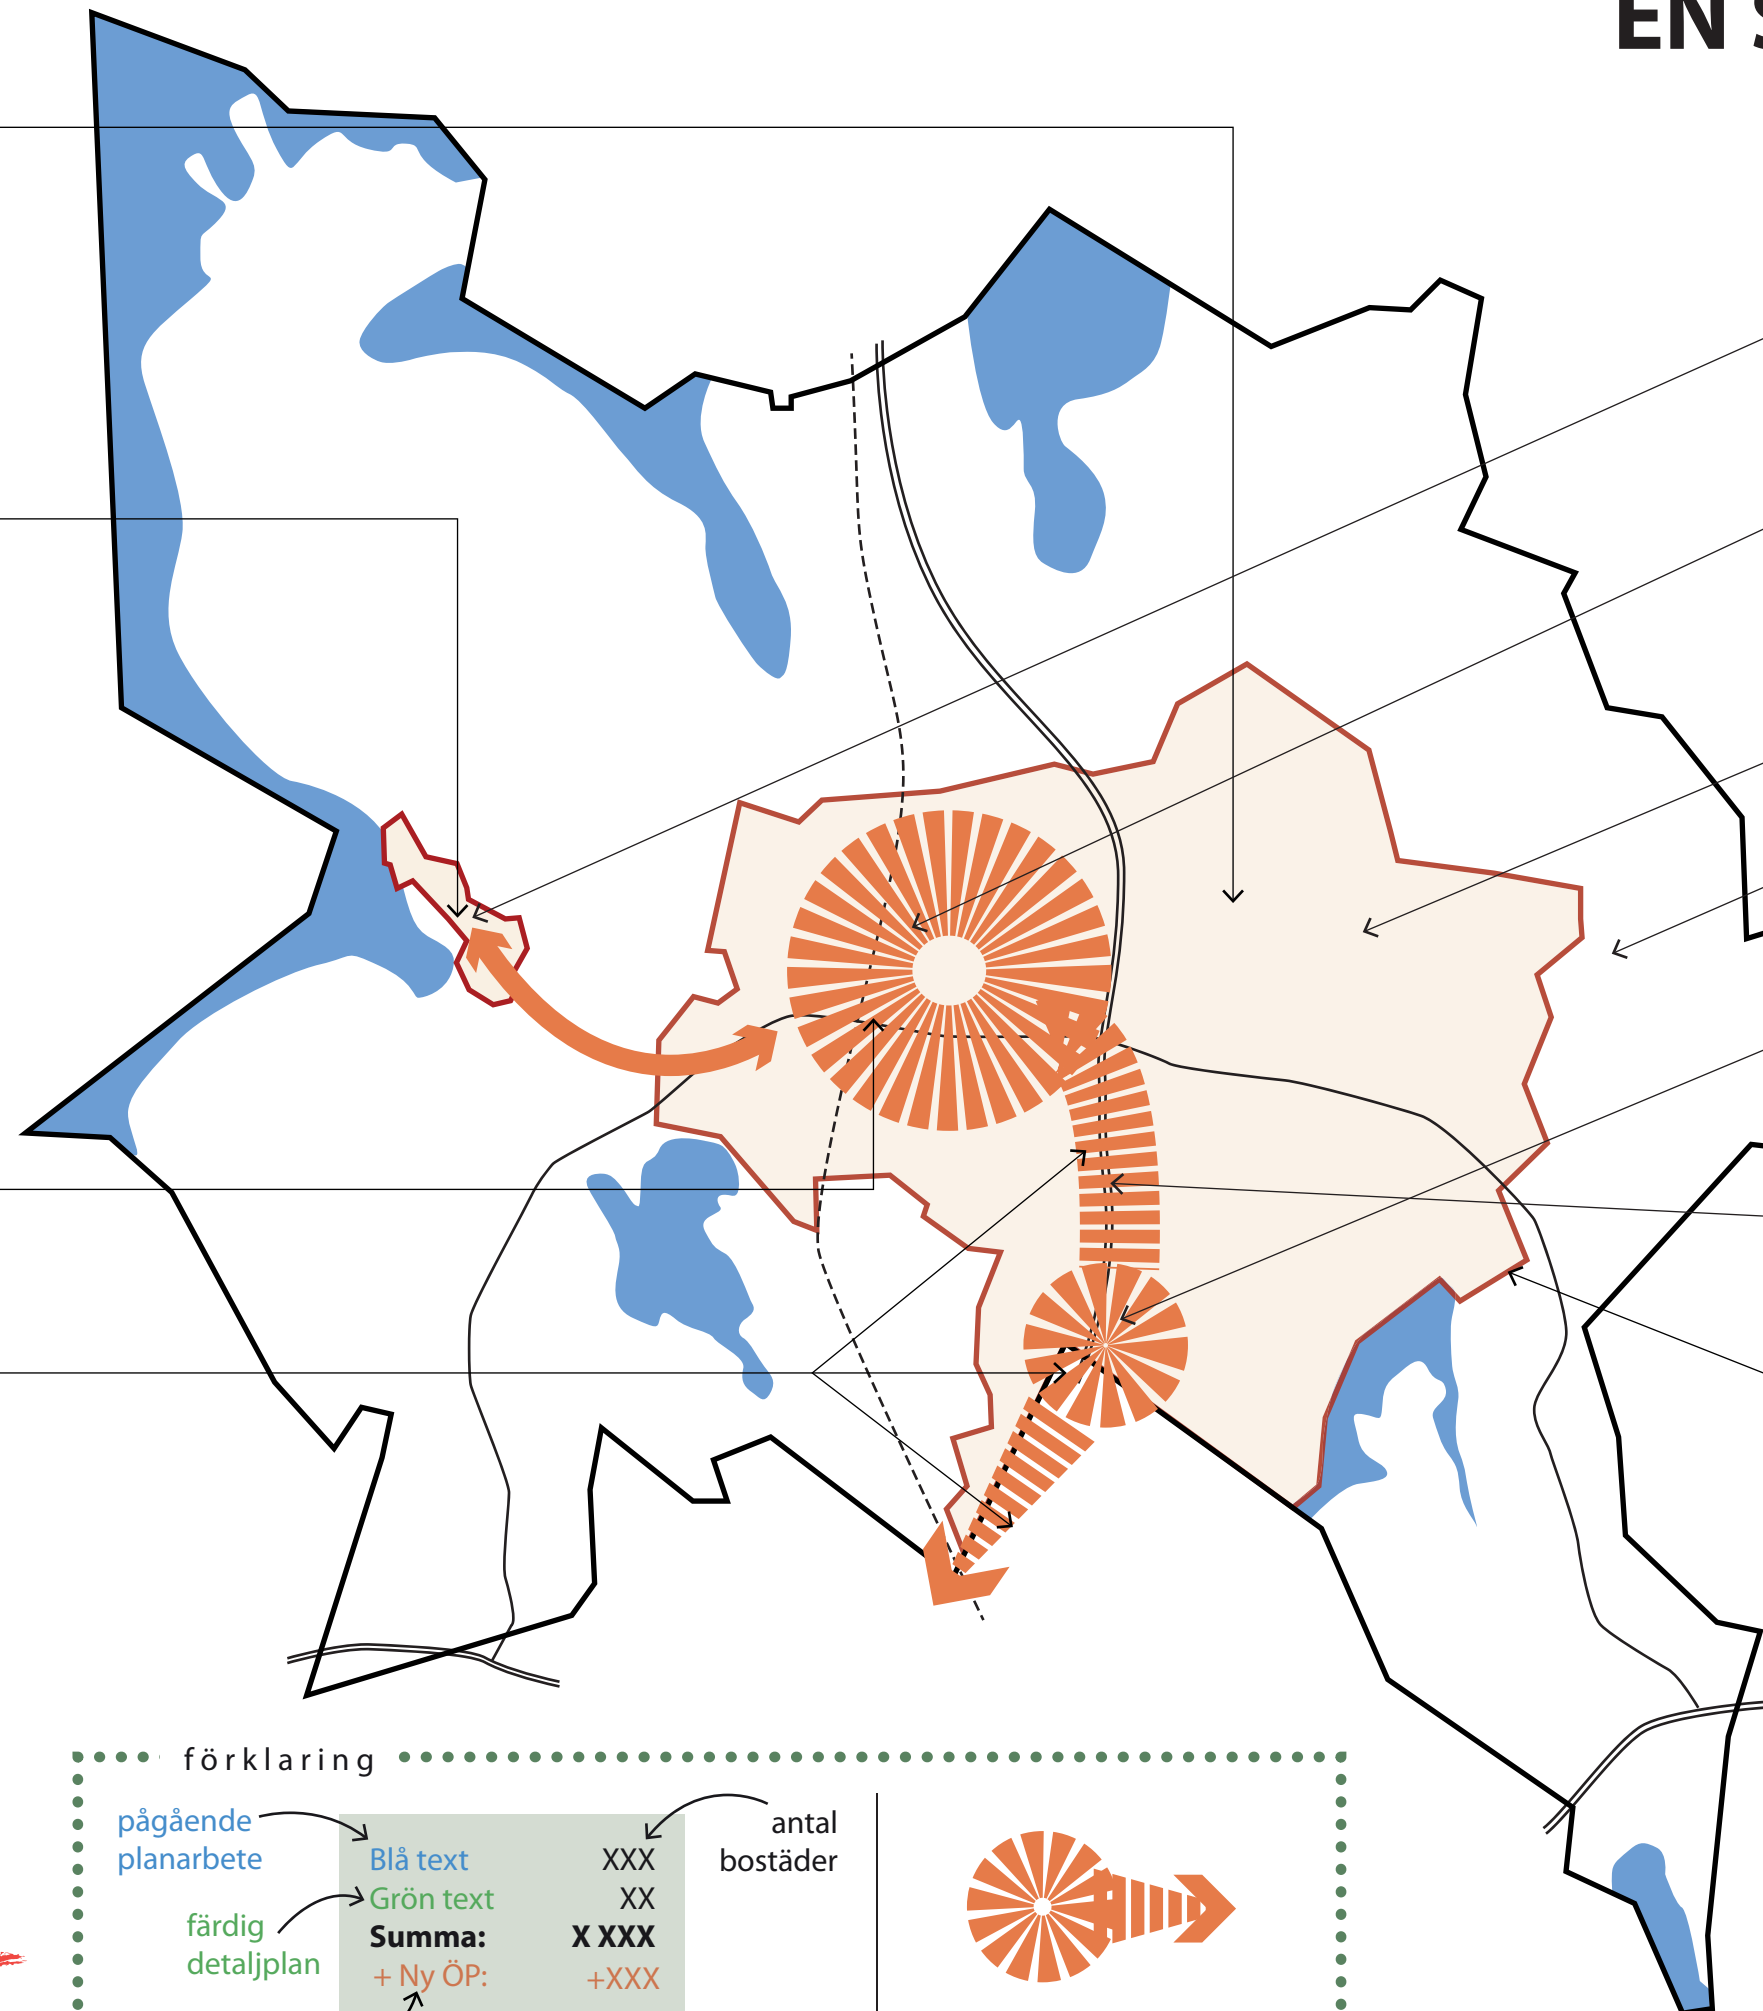 EN S
förklaring
pågående
planarbete
Blå text XXX
antal
bostäder
Grön text XX
färdig
detaljplan
Summa: X XXX
+ Ny ÖP: +XXX